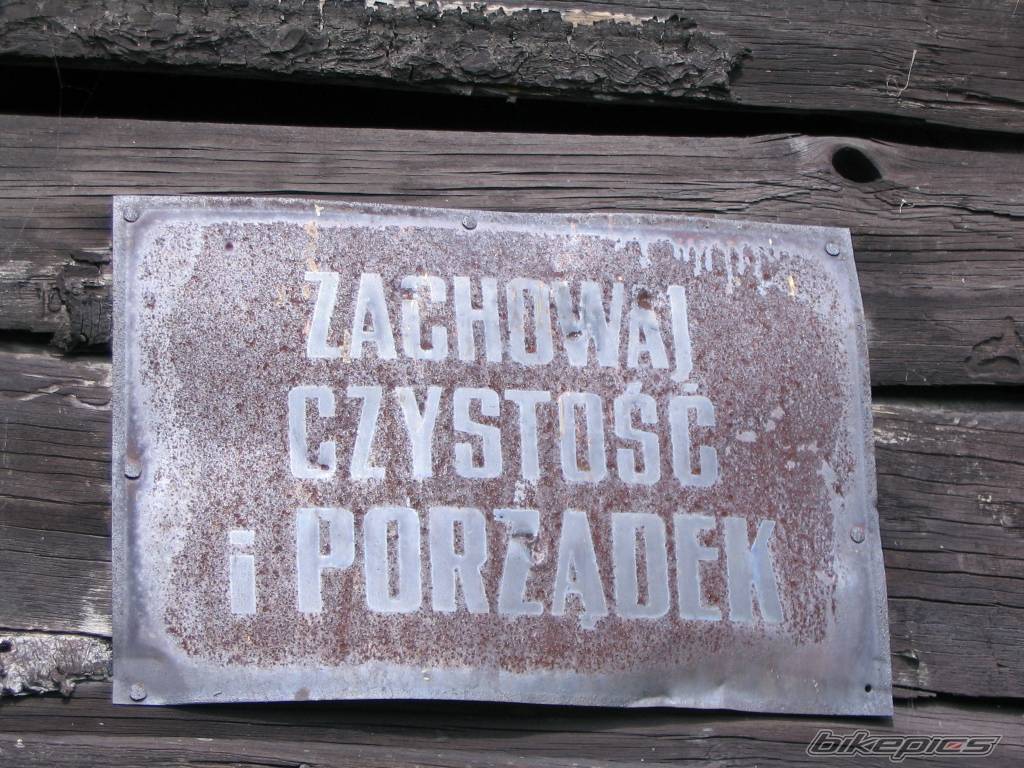 ZACHOWAJ
CZYSTOŚĆ
i PORZĄDEK
bikepics